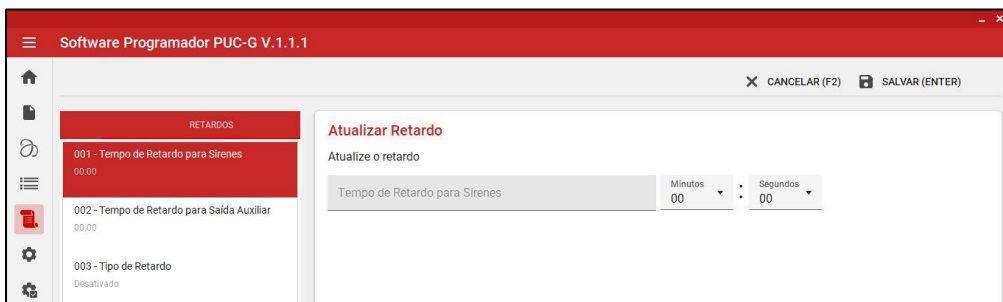 Software Programador PUC-G V.1.1.1
CANCELAR (F2)
SALVAR (ENTER)
RETARDOS
001 - Tempo de Retardo para Sirenes
00:00
002 - Tempo de Retardo para Saída Auxiliar
00:00
003 - Tipo de Retardo
Desativado
Atualizar Retardo
Atualize o retardo
Tempo de Retardo para Sirenes
Minutos
00
:
Segundos
00